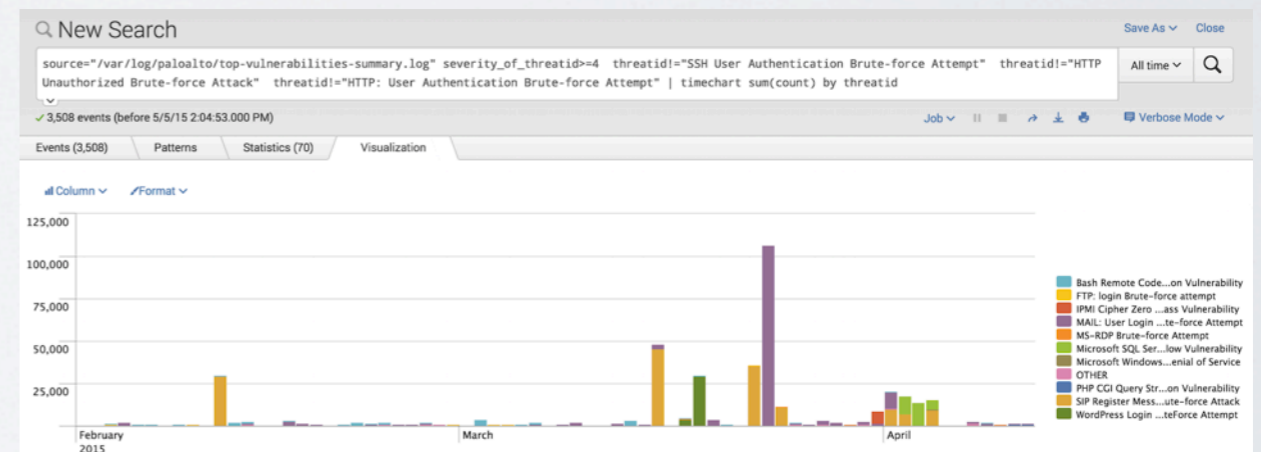 New Search
Save As Close
source="/var/log/paloalto/top-vulnerabilities-summary.log" severity_of_threatid>=4 threatid!="SSH User Authentication Brute-force Attempt" threatid!="HTTP
Unauthorized Brute-force Attack" threatid!="HTTP: User Authentication Brute-force Attempt" | timechart sum(count) by threatid
All time
3,508 events (before 5/5/15 2:04:53.000 PM)
Job
Verbose Mode
Events (3,508) Patterns Statistics (70) Visualization
Column Format
125,000
100,000
75,000
50,000
25,000
February
2015
March
April
Bash Remote Code...on Vulnerability
FTP: login Brute-force attempt
IPMI Cipher Zero ...ass Vulnerability
MAIL: User Login ...te-force Attempt
MS-RDP Brute-force Attempt
Microsoft SQL Ser...low Vulnerability
Microsoft Windows...enial of Service
OTHER
PHP CGI Query Str...on Vulnerability
SIP Register Mess...ute-force Attack
WordPress Login ...teForce Attempt